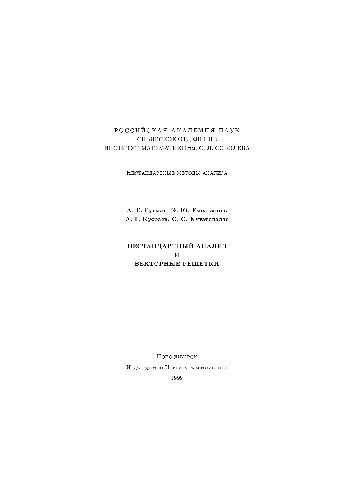 РОССИЙСКАЯ АКАДЕМИЯ НАУК
СИБИРСКОЕ ОТДЕЛЕНИЕ
ИНСТИТУТ МАТЕМАТИКИ им. С. Л. СОБОЛЕВА
НЕСТАНДАРТНЫЕ МЕТОДЫ АНАЛИЗА
А. Е. Гутман, Э. Ю. Емельянов,
А. Г. Кусраев, С. С. Кутателадзе
НЕСТАНДАРТНЫЙ АНАЛИЗ
И
ВЕКТОРНЫЕ РЕШЕТКИ
Новосибирск
Издательство Института математики
1999